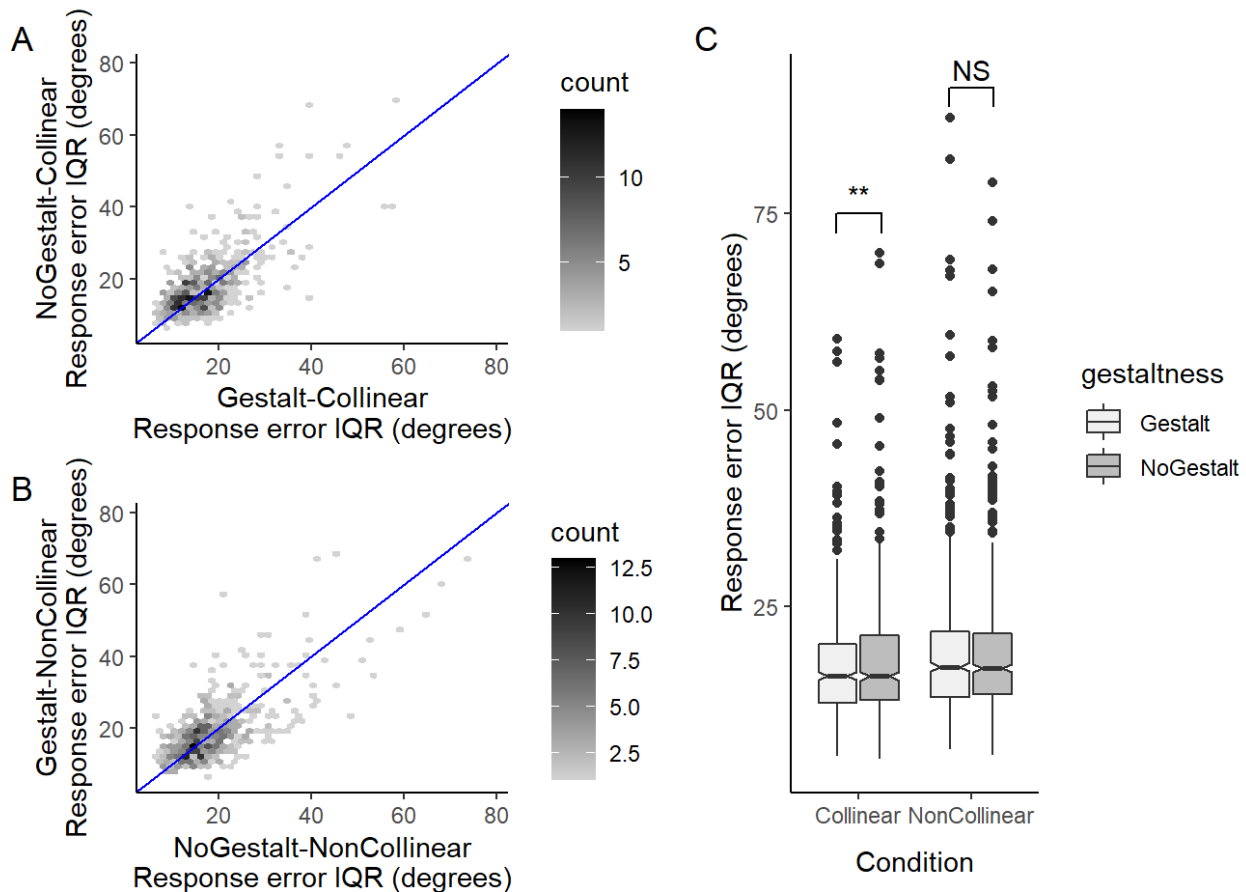 A
NoGestalt-Collinear
Response error IQR (degrees)
80
60
40
20
20
40
60
80
Gestalt-Collinear
Response error IQR (degrees)
count
10
5
B
Gestalt-NonCollinear
Response error IQR (degrees)
80
60
40
20
20
40
60
80
NoGestalt-NonCollinear
Response error IQR (degrees)
count
12.5
10.0
7.5
5.0
2.5
C
NS
**
Response error IQR (degrees)
75
50
25
Collinear
NonCollinear
Condition
gestaltness
Gestalt
NoGestalt